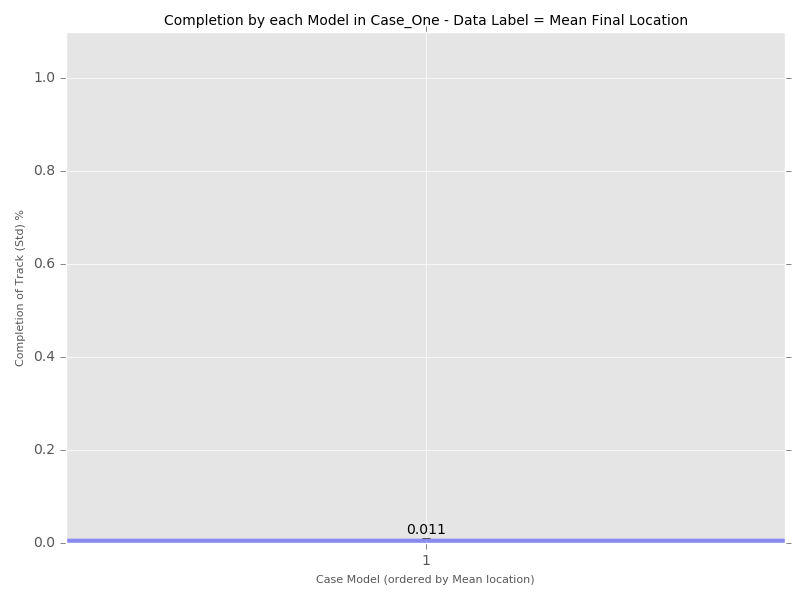 Completion by each Model in Case_One - Data Label = Mean Final Location
Completion of Track (Std) %
1.0
0.8
0.6
0.4
0.2
0.0
0.011
1
Case Model (ordered by Mean location)